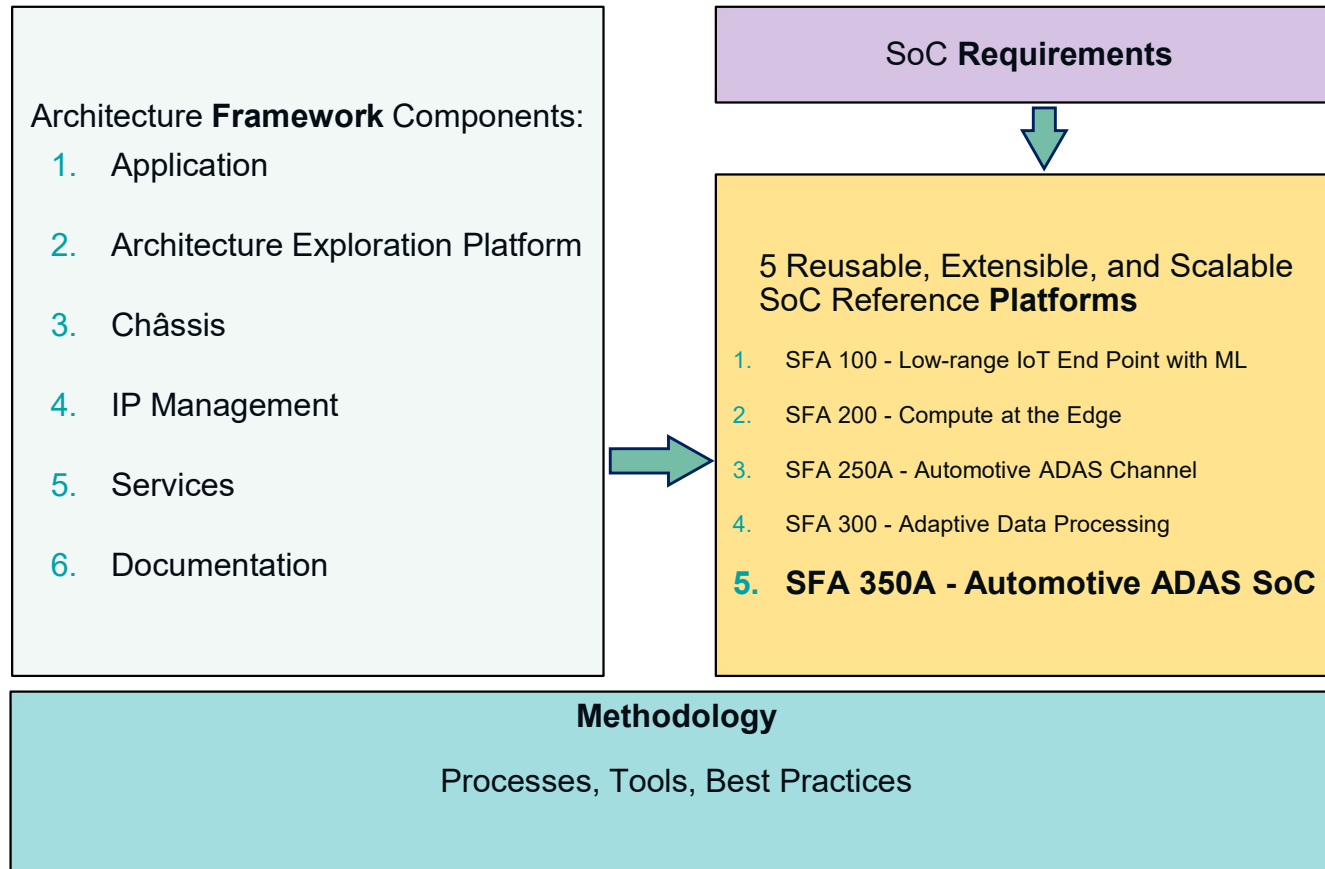 Architecture Framework Components:
1. Application
2. Architecture Exploration Platform
3. Châssis
4. IP Management
5. Services
6. Documentation
SoC Requirements
5 Reusable, Extensible, and Scalable
SoC Reference Platforms
1. SFA 100 - Low-range IoT End Point with ML
2. SFA 200 - Compute at the Edge
3. SFA 250A - Automotive ADAS Channel
4. SFA 300 - Adaptive Data Processing
5. SFA 350A - Automotive ADAS SoC
Methodology
Processes, Tools, Best Practices